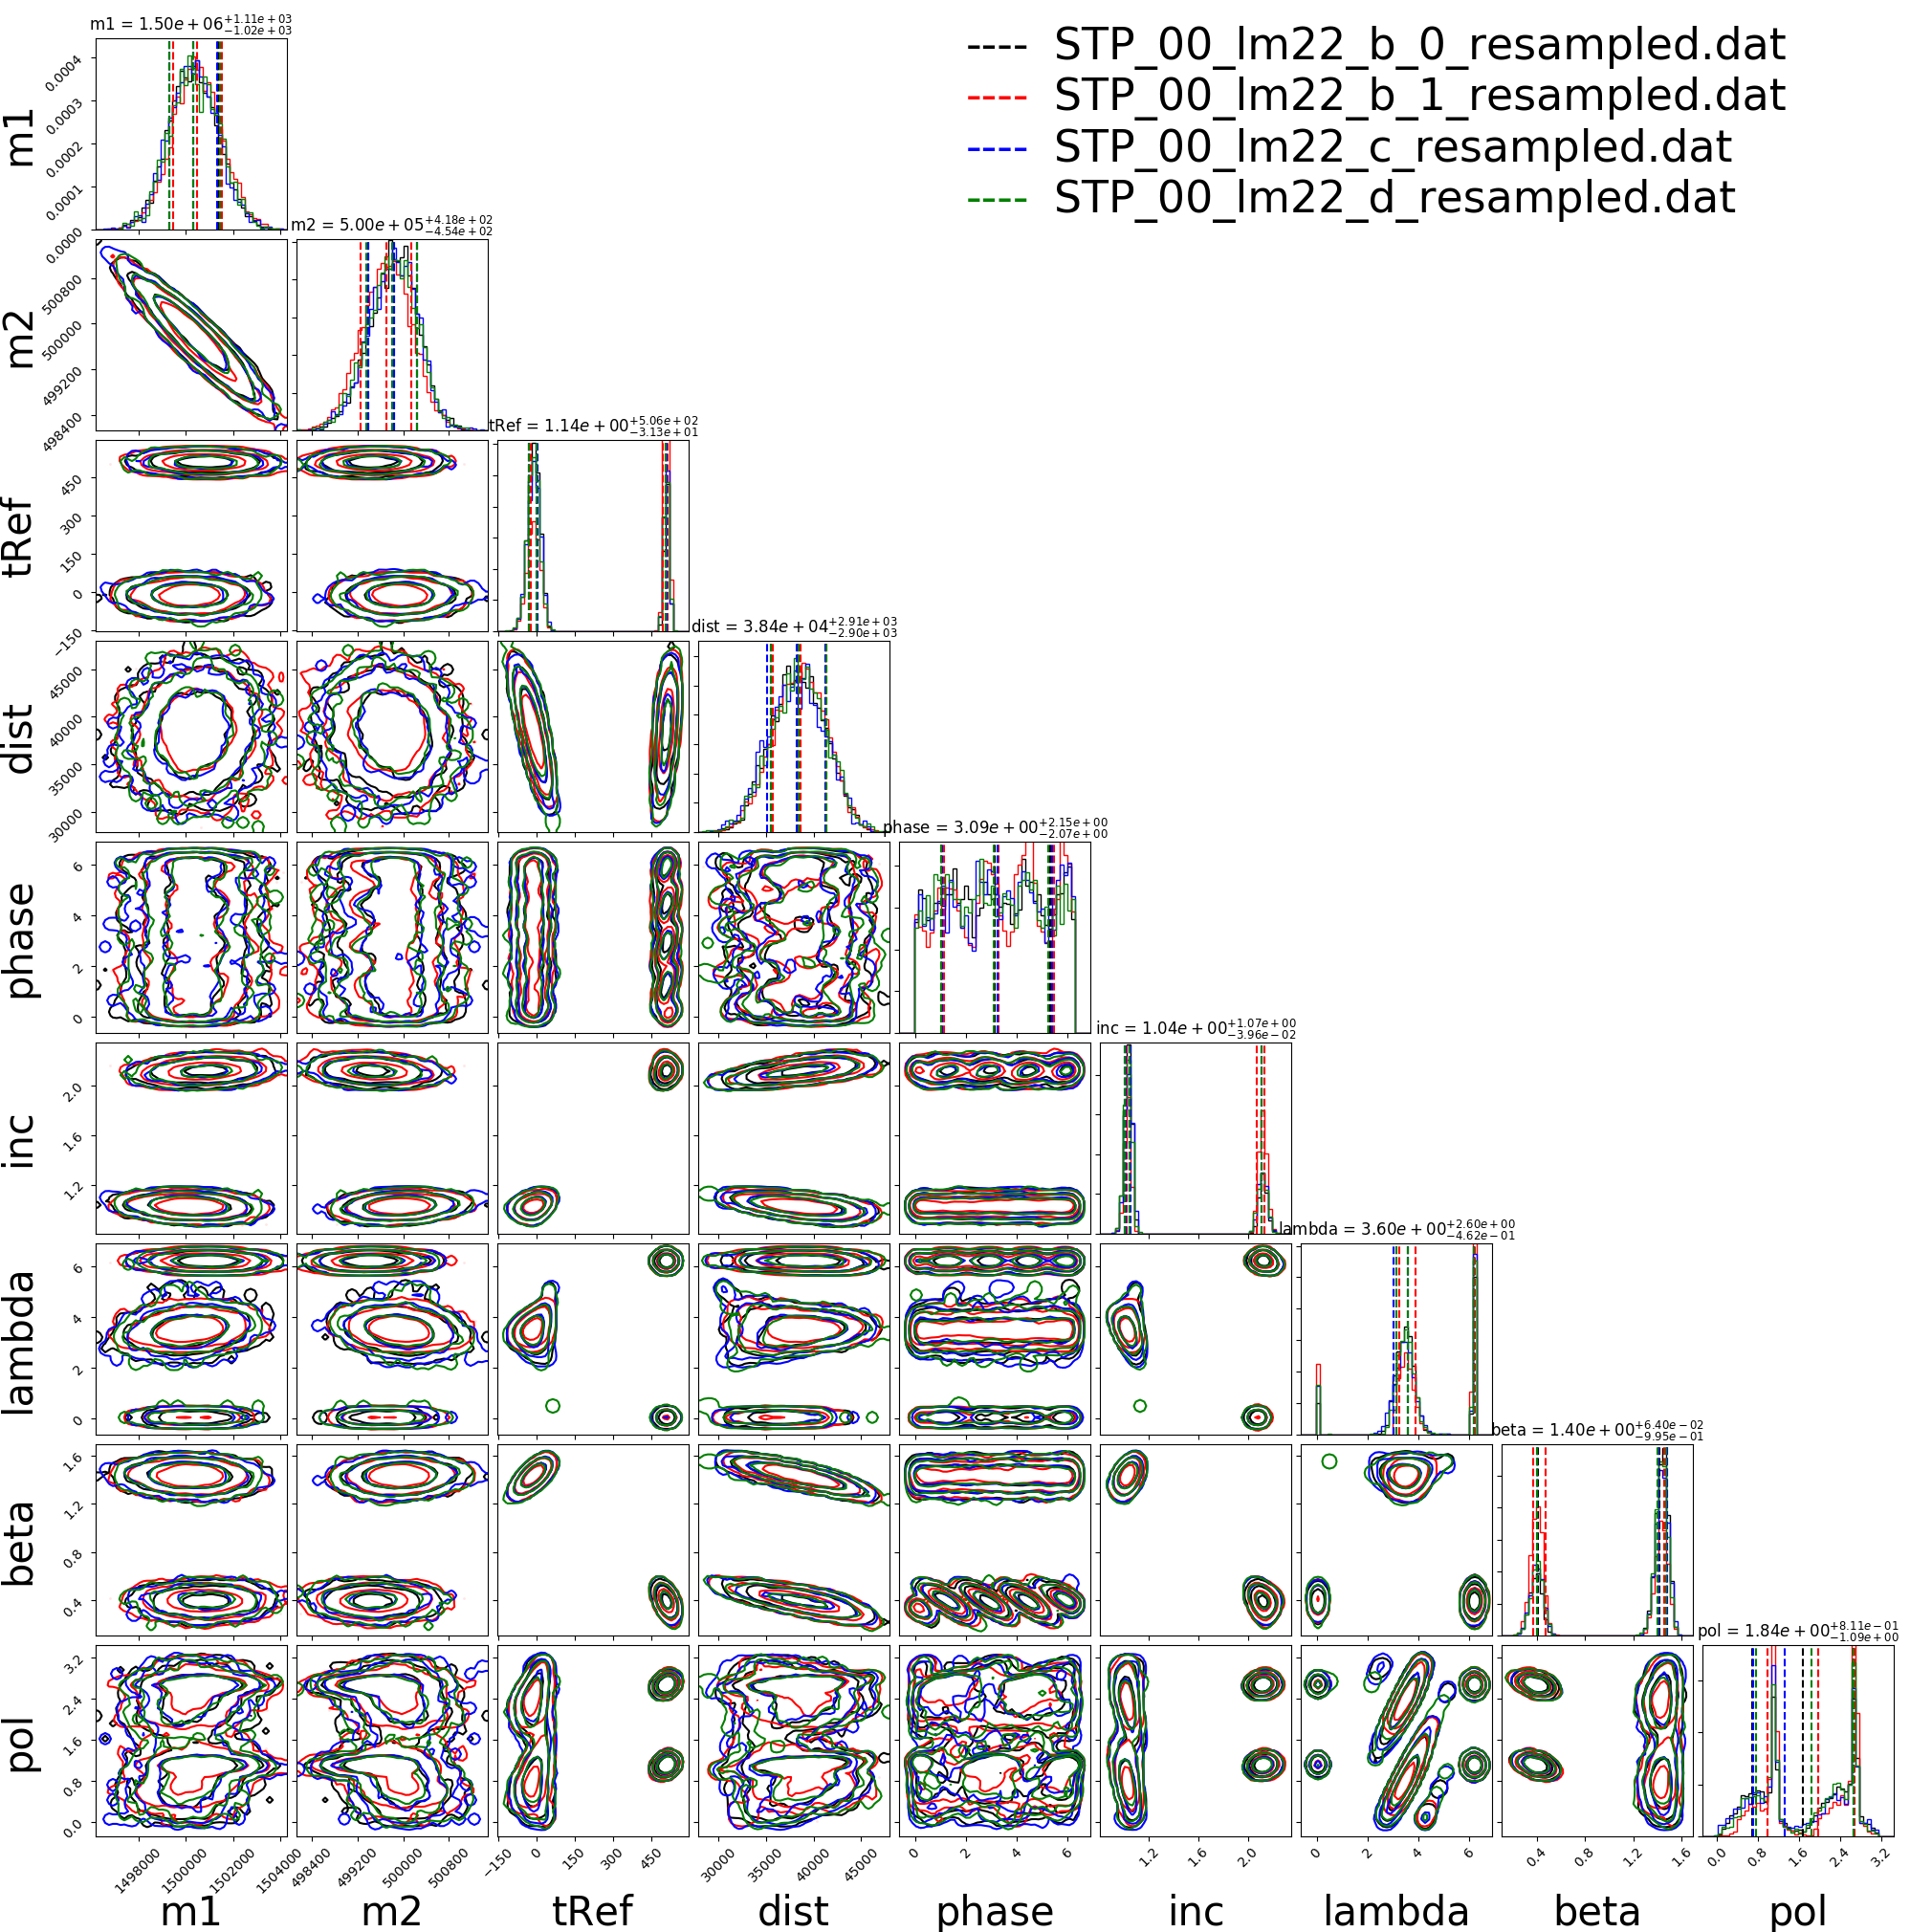 m1 = 1.50e + 06 +1.11e+03 −1.02e+03
STP_00_lm22_b_0_resampled.dat
STP_00_lm22_b_1_resampled.dat
STP_00_lm22_c_resampled.dat
STP_00_lm22_d_resampled.dat
m1
0.0004
0.0003
0.0002
0.0001
0.0000
m2 = 5.00e + 05 +4.18e+02 −4.54e+02
m2
500800
500000
499200
498400
tRef = 1.14e + 00 +5.06e+02 −3.13e+01
tRef
450
300
150
0
−150
dist = 3.84e + 04 +2.91e+03 −2.90e+03
dist
45000
40000
35000
30000
phase = 3.09e + 00 +2.15e+00 −2.07e+00
phase
6
4
2
0
inc = 1.04e + 00 +1.07e+00 −3.96e−02
inc
2.0
1.6
1.2
lambda = 3.60e + 00 +2.60e+00 −4.62e−01
lambda
6
4
2
0
beta = 1.40e + 00 +6.40e−02 −9.95e−01
beta
1.6
1.2
0.8
0.4
pol = 1.84e + 00 +8.11e−01 −1.09e+00
pol
3.2
2.4
1.6
0.8
0.0
1498000 1500000 1502000 1504000 498400 499200 500000 500800 −150 0 150 300 450 30000 35000 40000 45000 0 2 4 6 1.2 1.6 2.0 0 2 4 6 0.4 0.8 1.2 1.6 0.0 0.8 1.6 2.4 3.2
m1 m2 tRef dist phase inc lambda beta pol